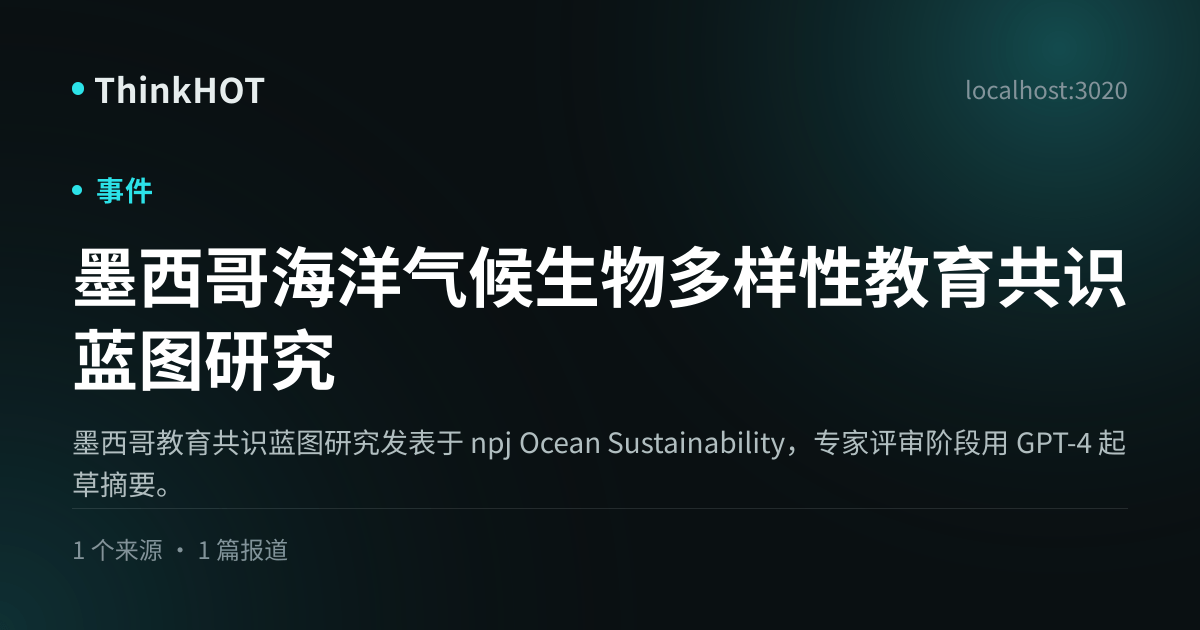 ThinkHOT
localhost:3020
事件
墨西哥海洋气候生物多样性教育共识
蓝图研究
墨西哥教育共识蓝图研究发表于 npj Ocean Sustainability，专家评审阶段用 GPT-4 起
草摘要。
1 个来源 · 1 篇报道